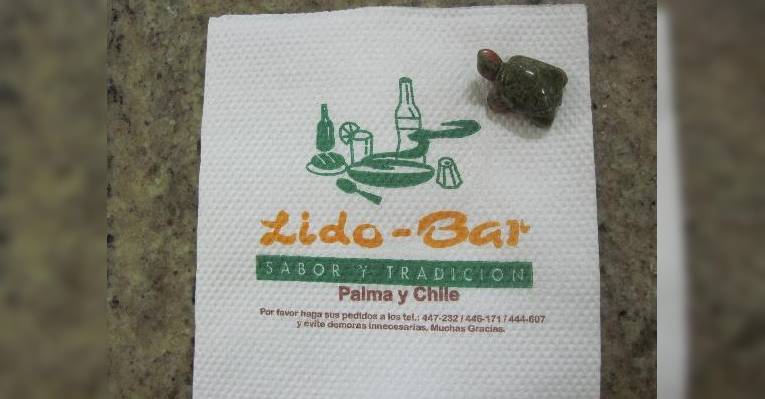 Lido-Bar
SABOR Y TRADICION
Palma y Chile
Por favor haga sus pedidos a los tel.: 447-232 / 446-171 / 444-607
y evite demoras innecesarias. Muchas Gracias.